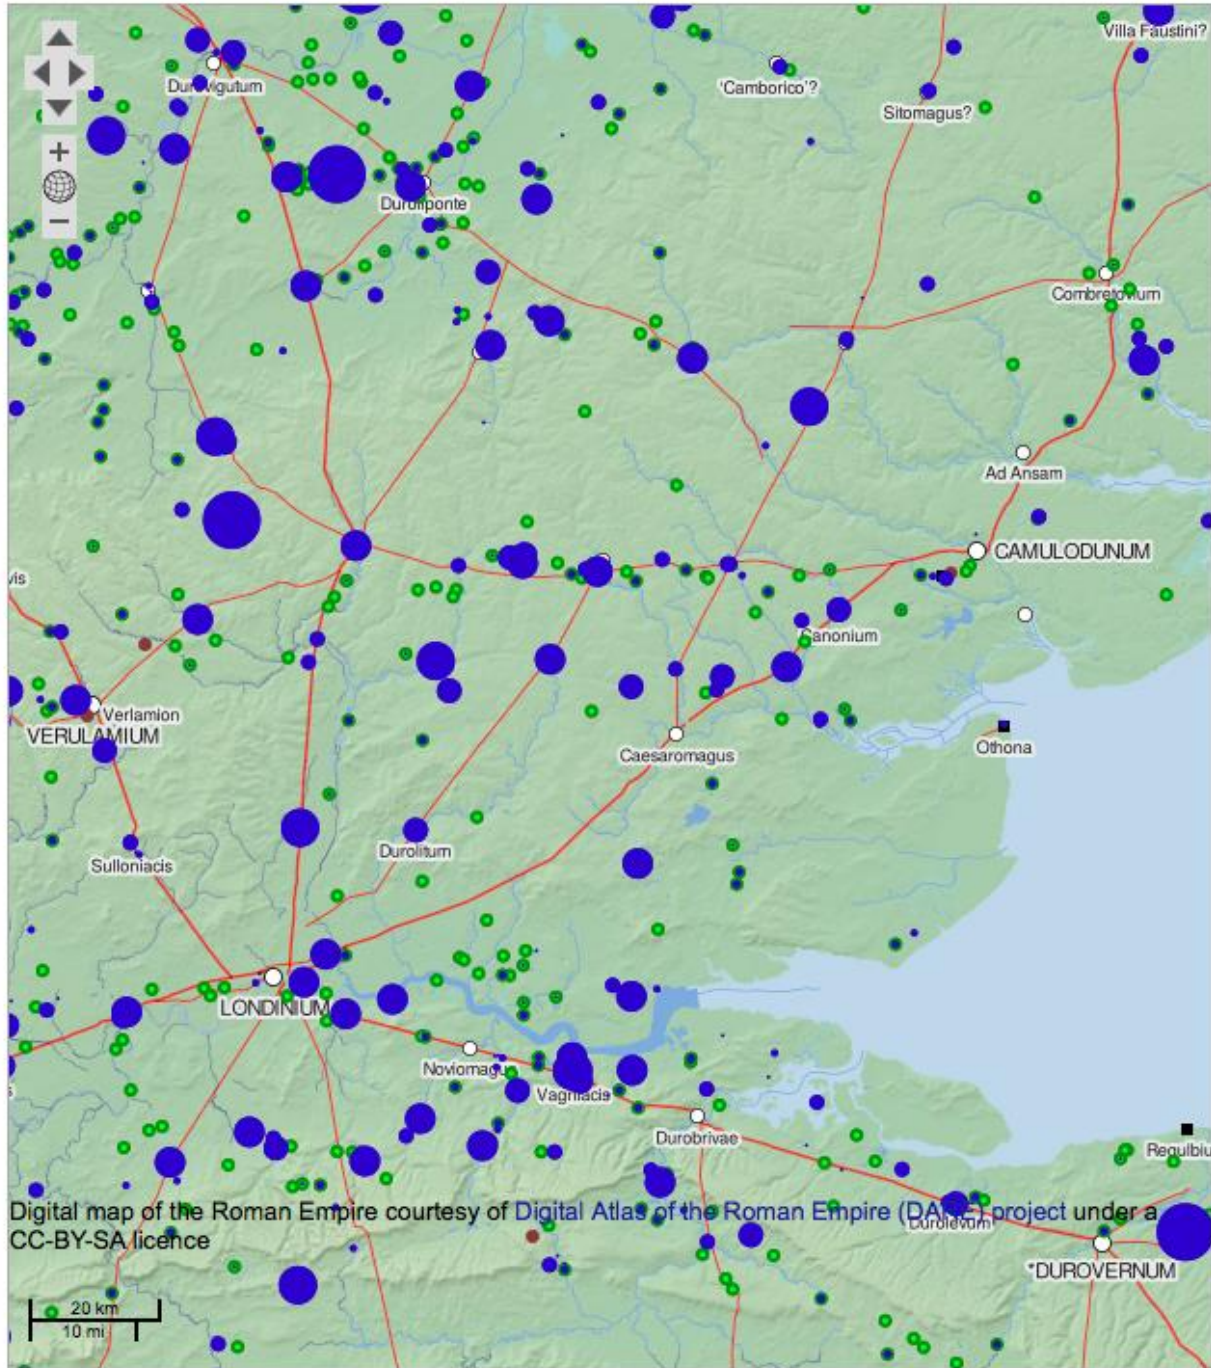 Villa Faustini?
Durovigutum
'Camborico'?
Sitomagus?
Duroliponte
Combretovium
Ad Ansam
CAMULODUNUM
vis
Canonium
Verlamion
VERULAMIUM
Othona
Caesaromagus
Sulloniacis
Durolitum
LONDINIUM
Noviomagus
Vagniacis
Durobrivae
Regulbiu
Digital map of the Roman Empire courtesy of Digital Atlas of the Roman Empire (DARE) project under a
CC-BY-SA licence
Durolevum
*DUROVERNUM
20 km
10 mi